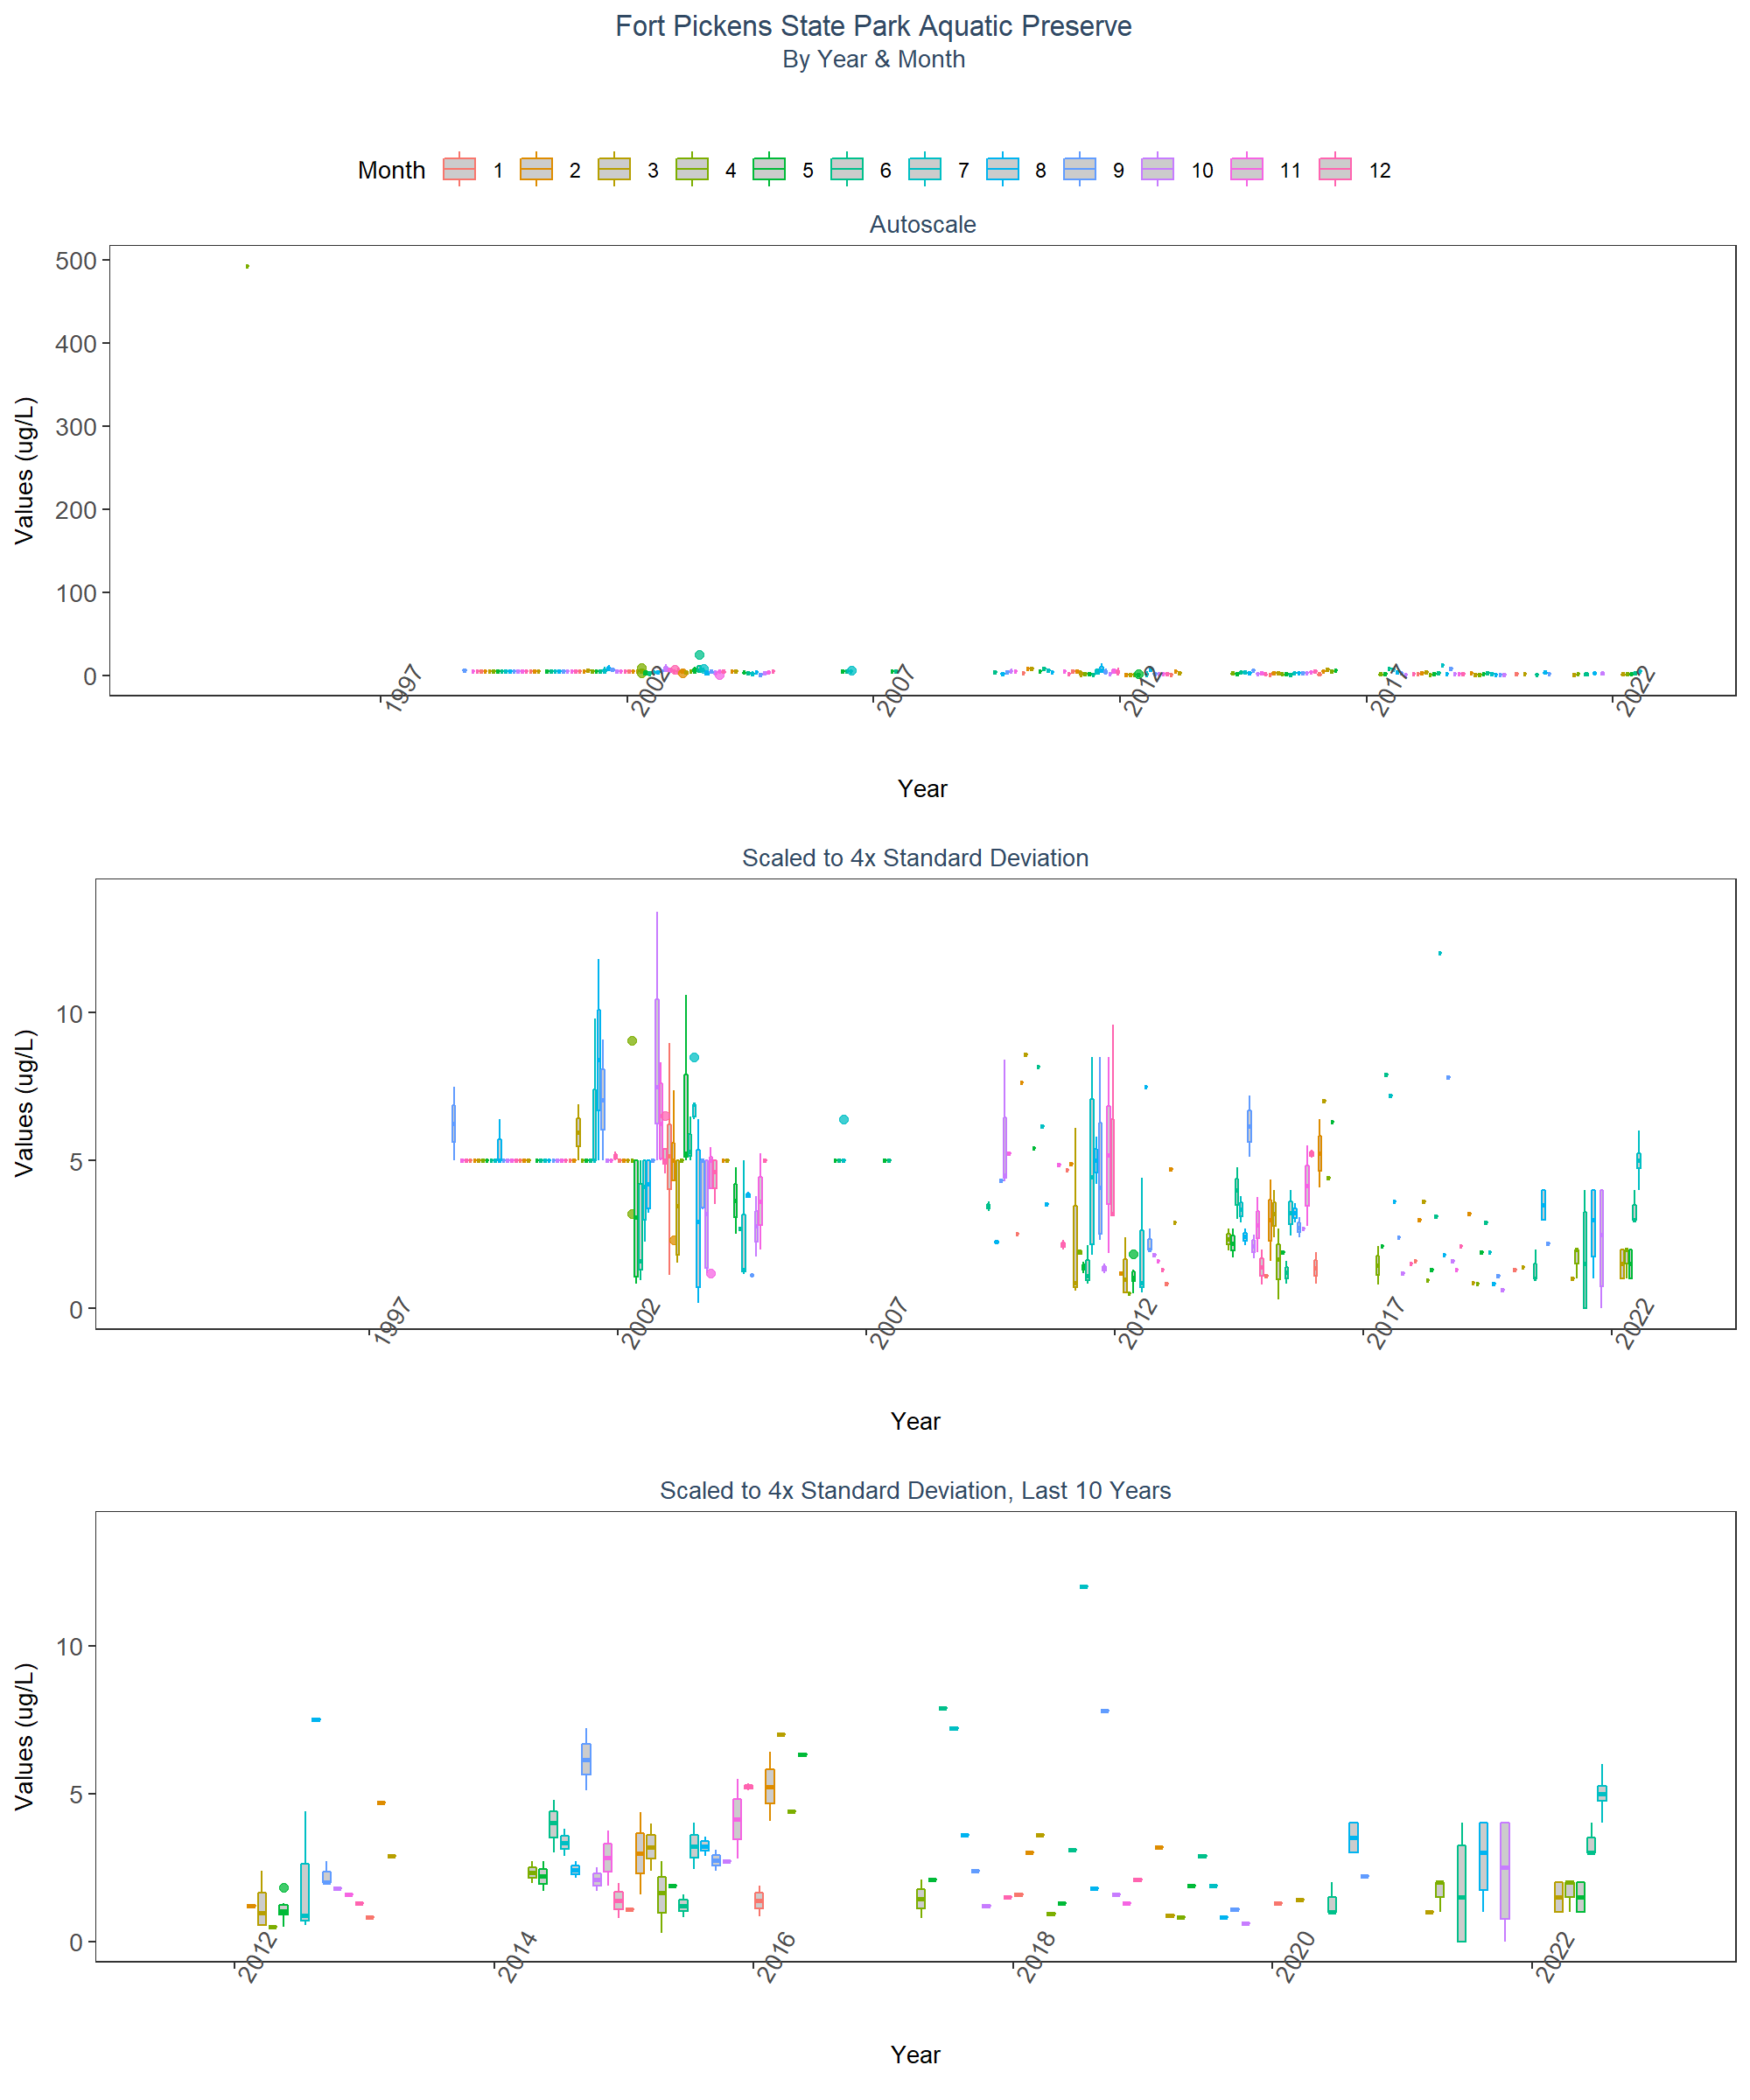 Fort Pickens State Park Aquatic Preserve
By Year & Month
Month 1 2 3 4 5 6 7 8 9 10 11 12
Autoscale
500
400
300
200
100
0
Values (ug/L)
1997 2002 2007 2012 2017 2022
Year
Scaled to 4x Standard Deviation
10
5
0
Values (ug/L)
1997 2002 2007 2012 2017 2022
Year
Scaled to 4x Standard Deviation, Last 10 Years
10
5
0
Values (ug/L)
2012 2014 2016 2018 2020 2022
Year